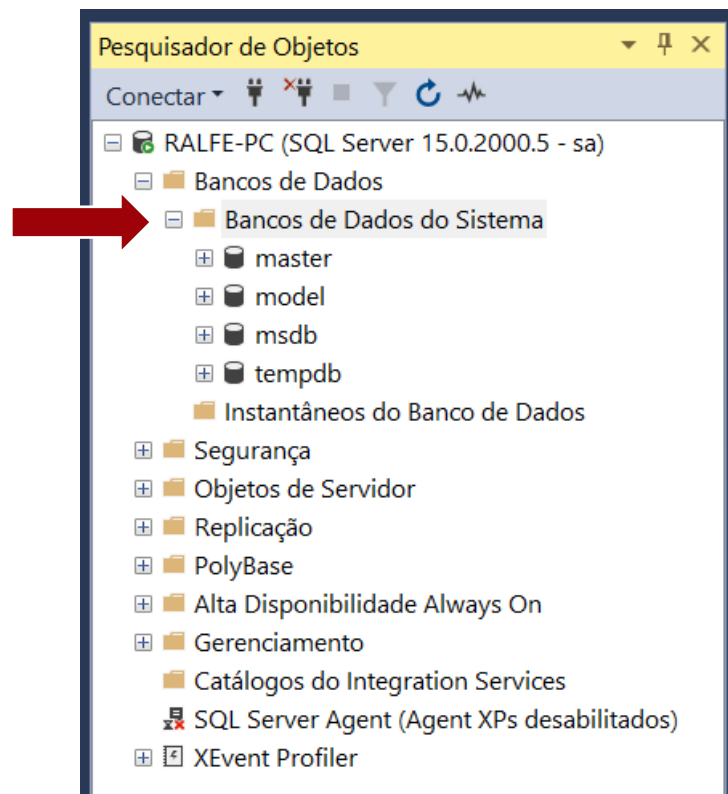 Pesquisador de Objetos
Conectar
RALFE-PC (SQL Server 15.0.2000.5 - sa)
Bancos de Dados
Bancos de Dados do Sistema
master
model
msdb
tempdb
Instantâneos do Banco de Dados
Segurança
Objetos de Servidor
Replicação
PolyBase
Alta Disponibilidade Always On
Gerenciamento
Catálogos do Integration Services
SQL Server Agent (Agent XPs desabilitados)
XEvent Profiler